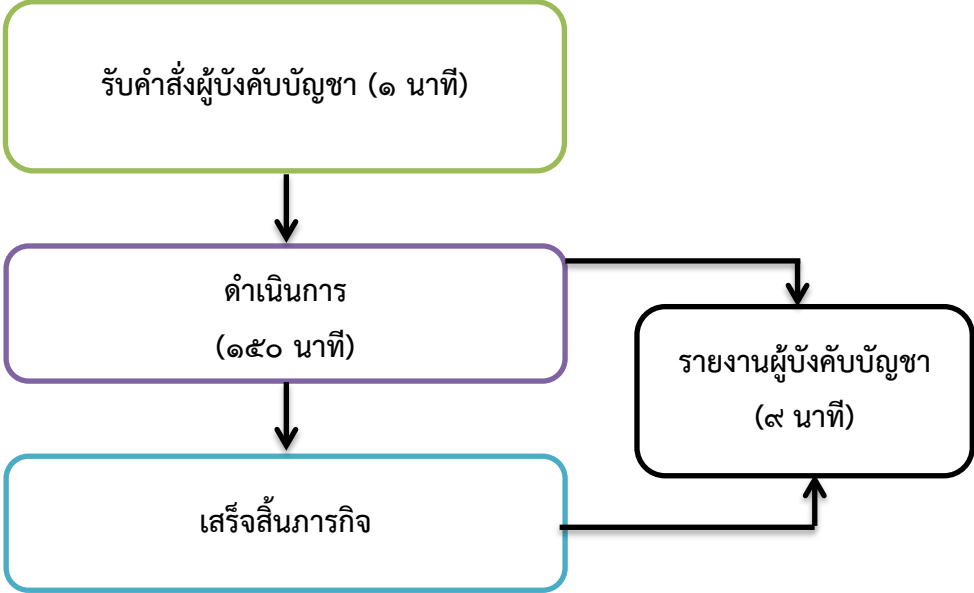 รับคำสั่งผู้บังคับบัญชา (๑ นาที)
ดำเนินการ
(๑๕๐ นาที)
รายงานผู้บังคับบัญชา
(๙ นาที)
เสร็จสิ้นภารกิจ